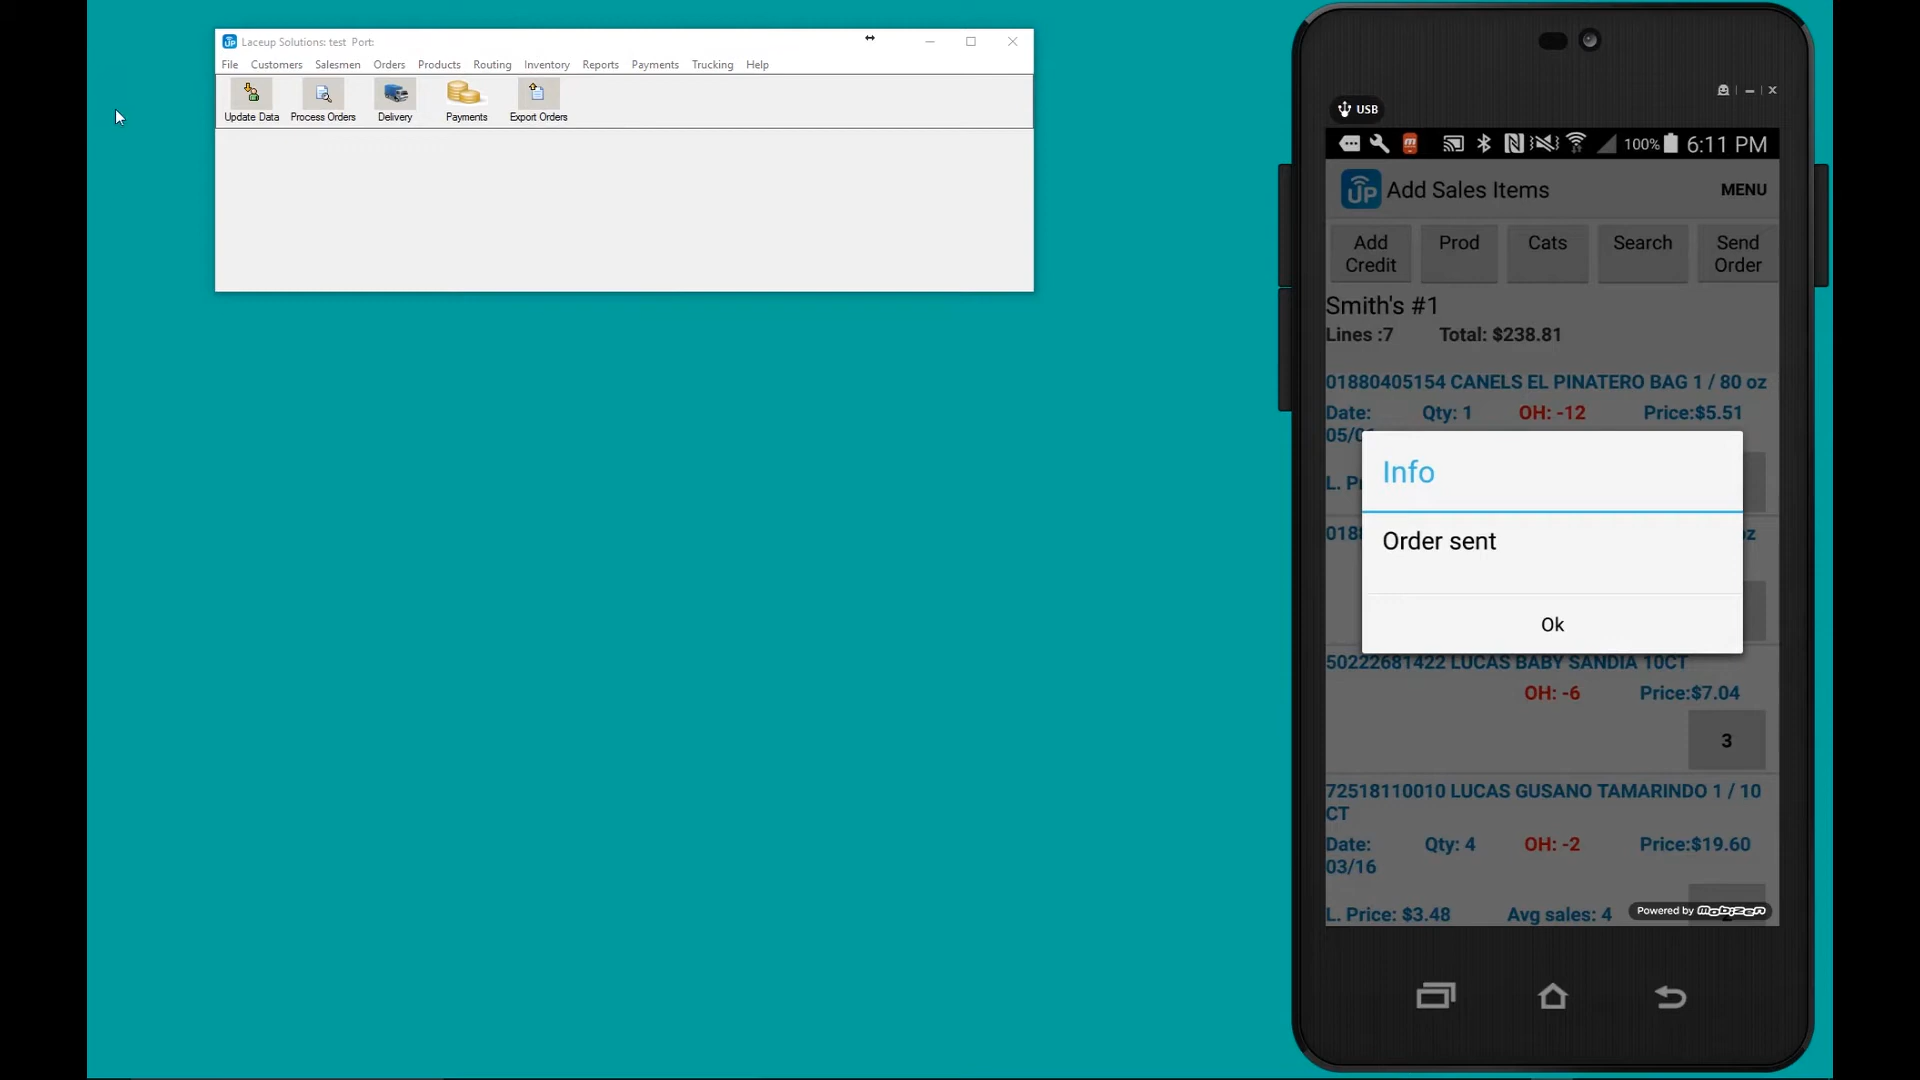 Laceup Solutions: test Port:
File Customers Salesmen Orders Products Routing Inventory Reports Payments Trucking Help
Update Data Process Orders Delivery Payments Export Orders
USB
100% 6:11 PM
UP Add Sales Items MENU
Add Credit Prod Cats Search Send Order
Smith's #1
Lines :7 Total: $238.81
01880405154 CANELS EL PINATERO BAG 1 / 80 oz
Date: Qty: 1 OH: -12 Price:$5.51
L. P
Info
Order sent
Ok
50222681422 LUCAS BABY SANDIA 10CT
OH: -6 Price:$7.04
3
72518110010 LUCAS GUSANO TAMARINDO 1 / 10
CT
Date: Qty: 4 OH: -2 Price:$19.60
03/16
L. Price: $3.48 Avg sales: 4
Powered by mobizen